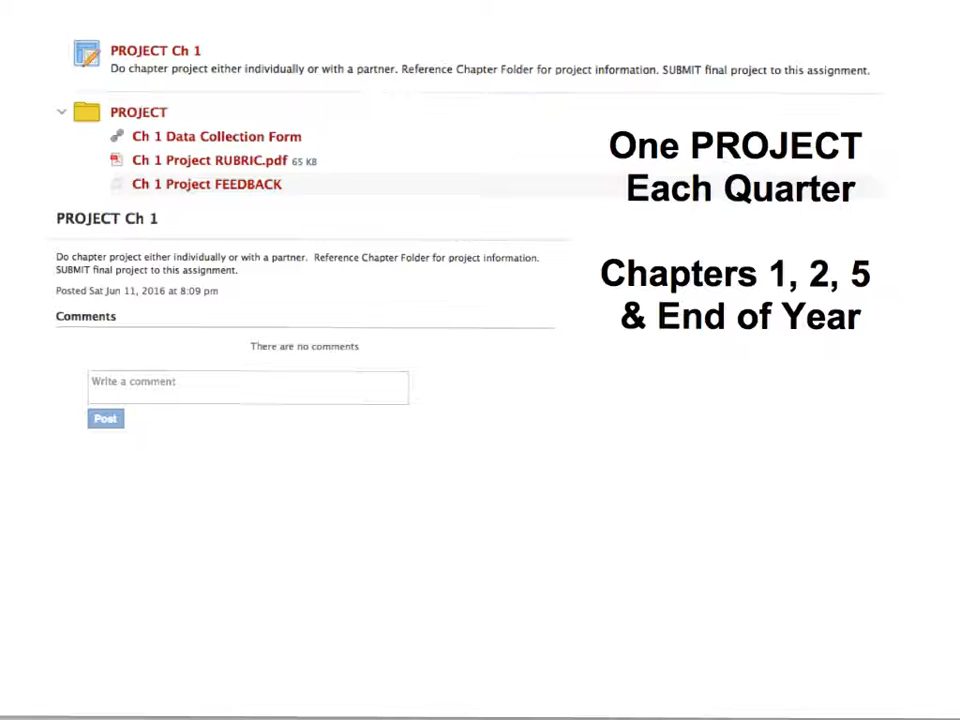 PROJECT Ch 1
Do chapter project either individually or with a partner. Reference Chapter Folder for project information. SUBMIT final project to this assignment.
PROJECT
Ch 1 Data Collection Form
Ch 1 Project RUBRIC.pdf 65 KB
Ch 1 Project FEEDBACK
One PROJECT
Each Quarter
PROJECT Ch 1
Do chapter project either individually or with a partner. Reference Chapter Folder for project information.
SUBMIT final project to this assignment.
Posted Sat Jun 11, 2016 at 8:09 pm
Chapters 1, 2, 5
& End of Year
Comments
There are no comments
Write a comment
Post